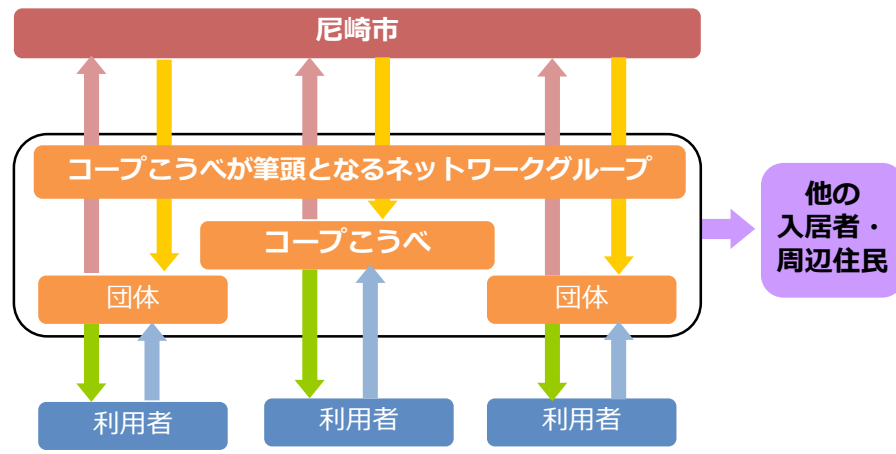 尼崎市
コープこうべが筆頭となるネットワークグループ
コープこうべ
団体
団体
利用者
利用者
利用者
他の
入居者・
周辺住民